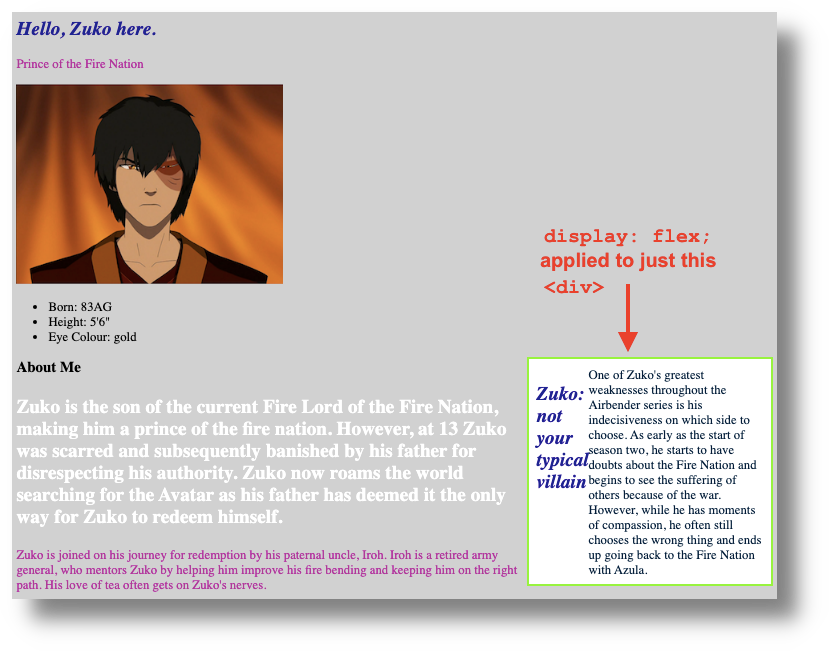 Hello, Zuko here.
Prince of the Fire Nation
display: flex;
applied to just this
<div>
• Born: 83AG
• Height: 5'6"
• Eye Colour: gold
About Me
Zuko is the son of the current Fire Lord of the Fire Nation,
making him a prince of the fire nation. However, at 13 Zuko
was scarred and subsequently banished by his father for
disrespecting his authority. Zuko now roams the world
searching for the Avatar as his father has deemed it the only
way for Zuko to redeem himself.
Zuko is joined on his journey for redemption by his paternal uncle, Iroh. Iroh is a retired army
general, who mentors Zuko by helping him improve his fire bending and keeping him on the right
path. His love of tea often gets on Zuko's nerves.
Zuko:
not
your
typical
villain
One of Zuko's greatest
weaknesses throughout the
Airbender series is his
indecisiveness on which side to
choose. As early as the start of
season two, he starts to have
doubts about the Fire Nation and
begins to see the suffering of
others because of the war.
However, while he has moments
of compassion, he often still
chooses the wrong thing and ends
up going back to the Fire Nation
with Azula.